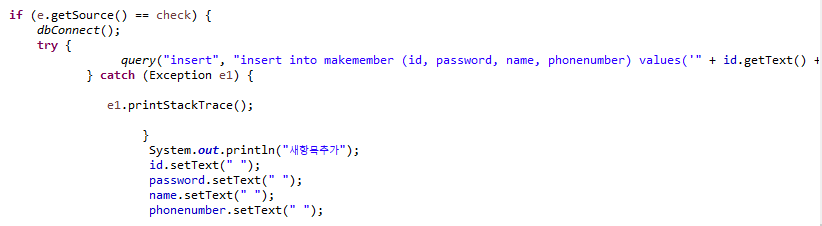 if (e.getSource() == check) {
dbConnect();
try {
query("insert", "insert into makemember (id, password, name, phonenumber) values('" + id.getText() +
} catch (Exception e1) {
e1.printStackTrace();
}
System.out.println("새항목추가");
id.setText(" ");
password.setText(" ");
name.setText(" ");
phonenumber.setText(" ");